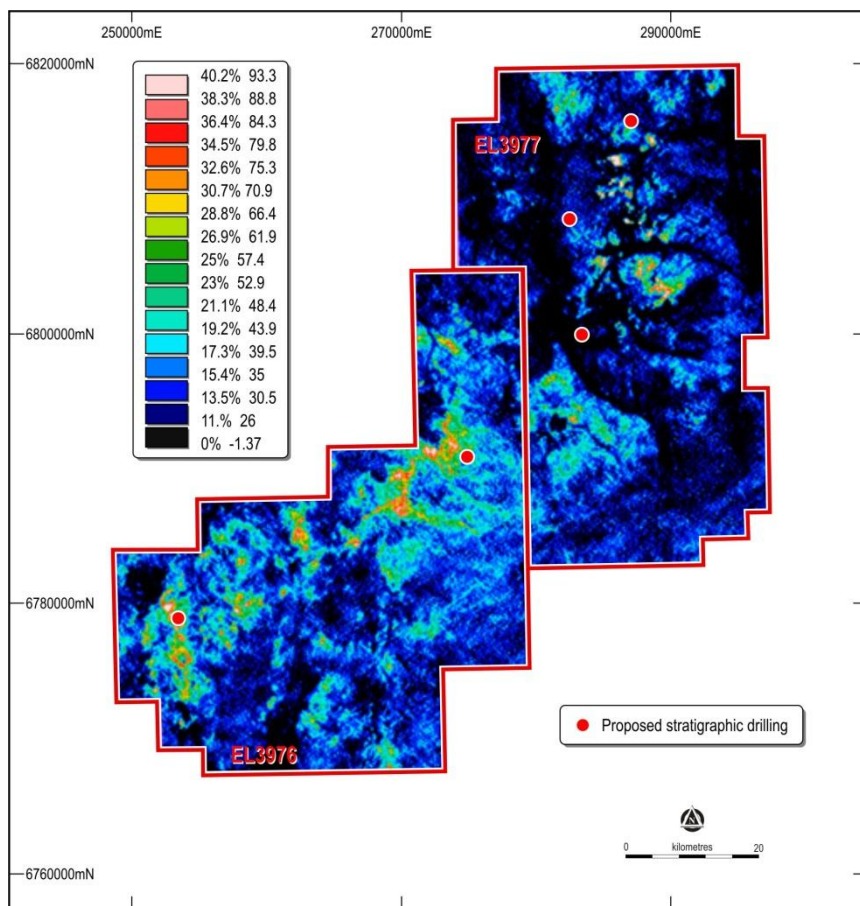 250000mE 270000mE 290000mE
6820000mN
40.2% 93.3
38.3% 88.8
36.4% 84.3
34.5% 79.8
32.6% 75.3
30.7% 70.9
28.8% 66.4
26.9% 61.9
25% 57.4
23% 52.9
21.1% 48.4
19.2% 43.9
17.3% 39.5
15.4% 35
13.5% 30.5
11.% 26
0% -1.37
EL3977
6800000mN
6780000mN
Proposed stratigraphic drilling
EL3976
0 kilometres 20
6760000mN